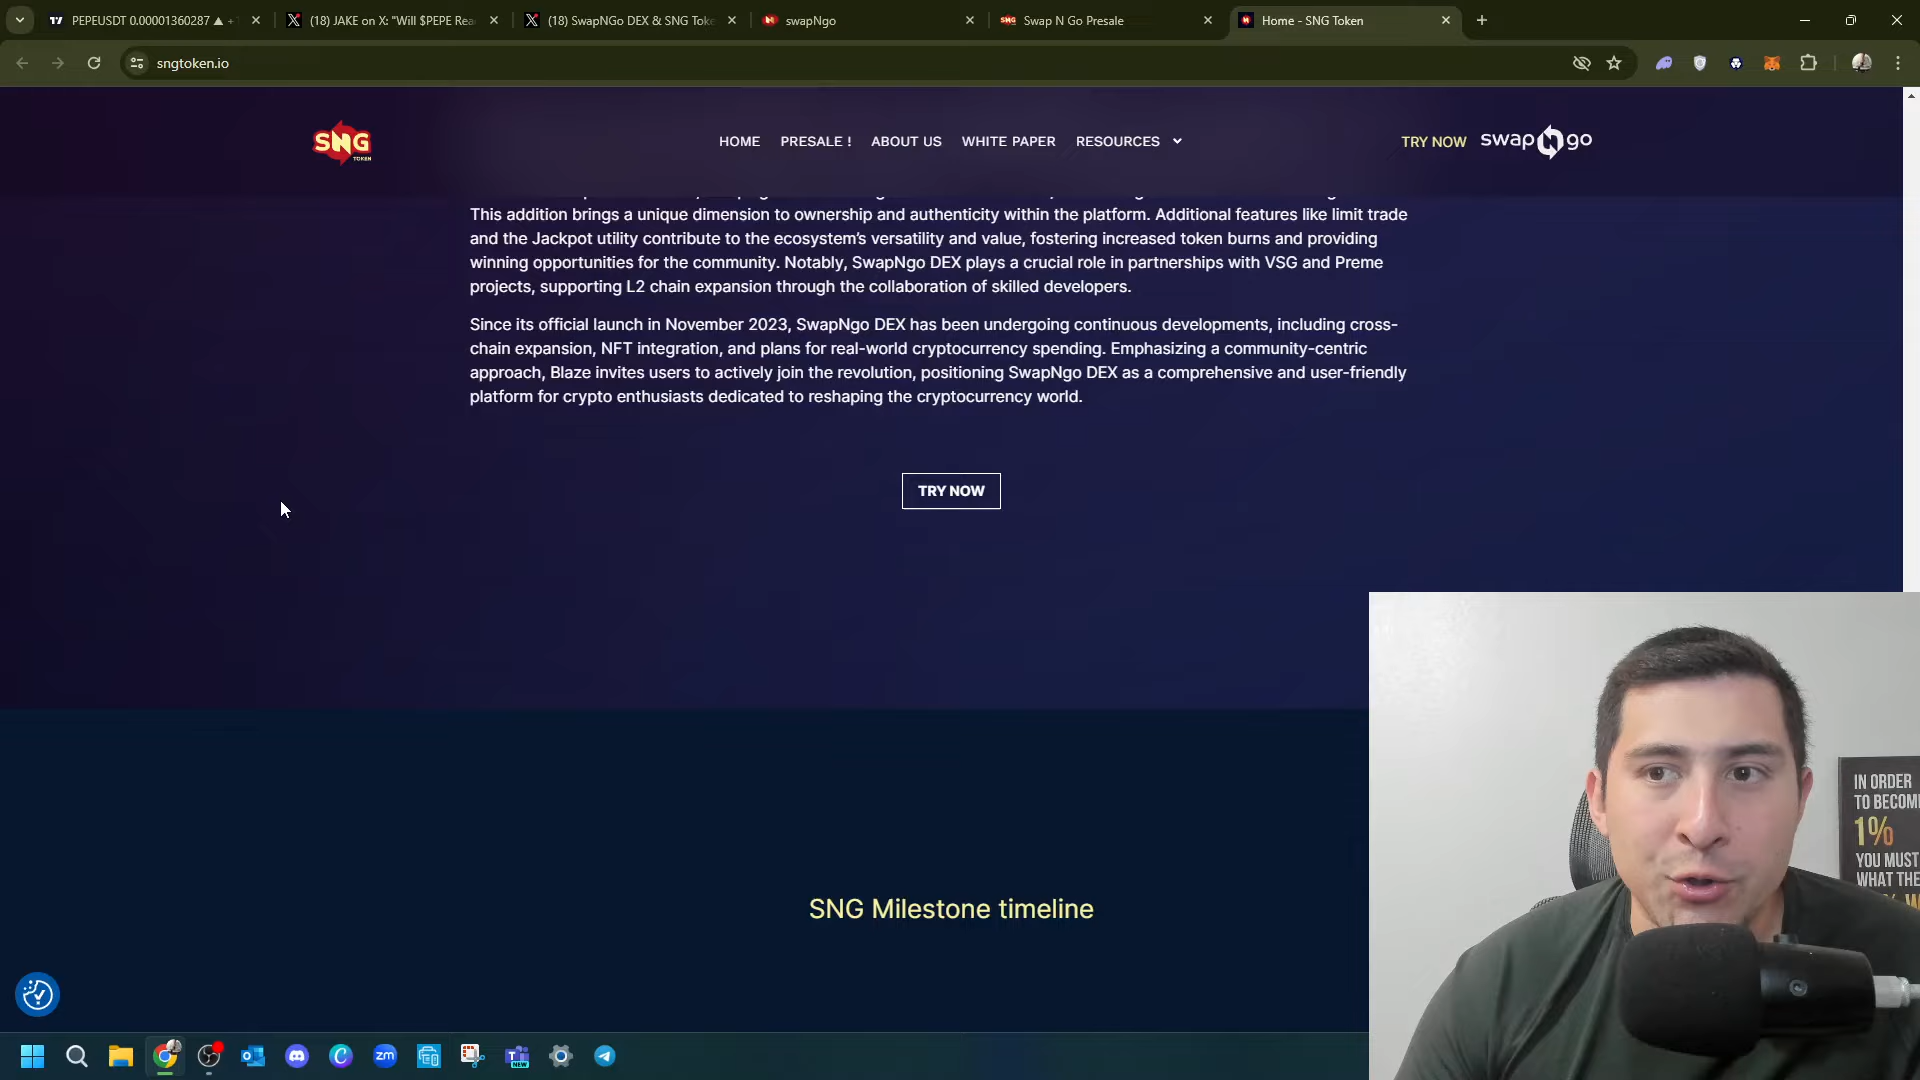 PEPEUSDT 0.00001360287 ▲ +
(18) JAKE on X: "Will $PEPE Rea
(18) SwapNGo DEX & SNG Toke
swapNgo
Swap N Go Presale
Home - SNG Token
sngtoken.io
SNG
TOKEN
HOME
PRESALE !
ABOUT US
WHITE PAPER
RESOURCES
TRY NOW
swap N go
This addition brings a unique dimension to ownership and authenticity within the platform. Additional features like limit trade
and the Jackpot utility contribute to the ecosystem's versatility and value, fostering increased token burns and providing
winning opportunities for the community. Notably, SwapNgo DEX plays a crucial role in partnerships with VSG and Preme
projects, supporting L2 chain expansion through the collaboration of skilled developers.
Since its official launch in November 2023, SwapNgo DEX has been undergoing continuous developments, including cross-
chain expansion, NFT integration, and plans for real-world cryptocurrency spending. Emphasizing a community-centric
approach, Blaze invites users to actively join the revolution, positioning SwapNgo DEX as a comprehensive and user-friendly
platform for crypto enthusiasts dedicated to reshaping the cryptocurrency world.
TRY NOW
SNG Milestone timeline
IN ORDER
TO BECOM
1%
YOU MUST
WHAT THE
zm
NEW